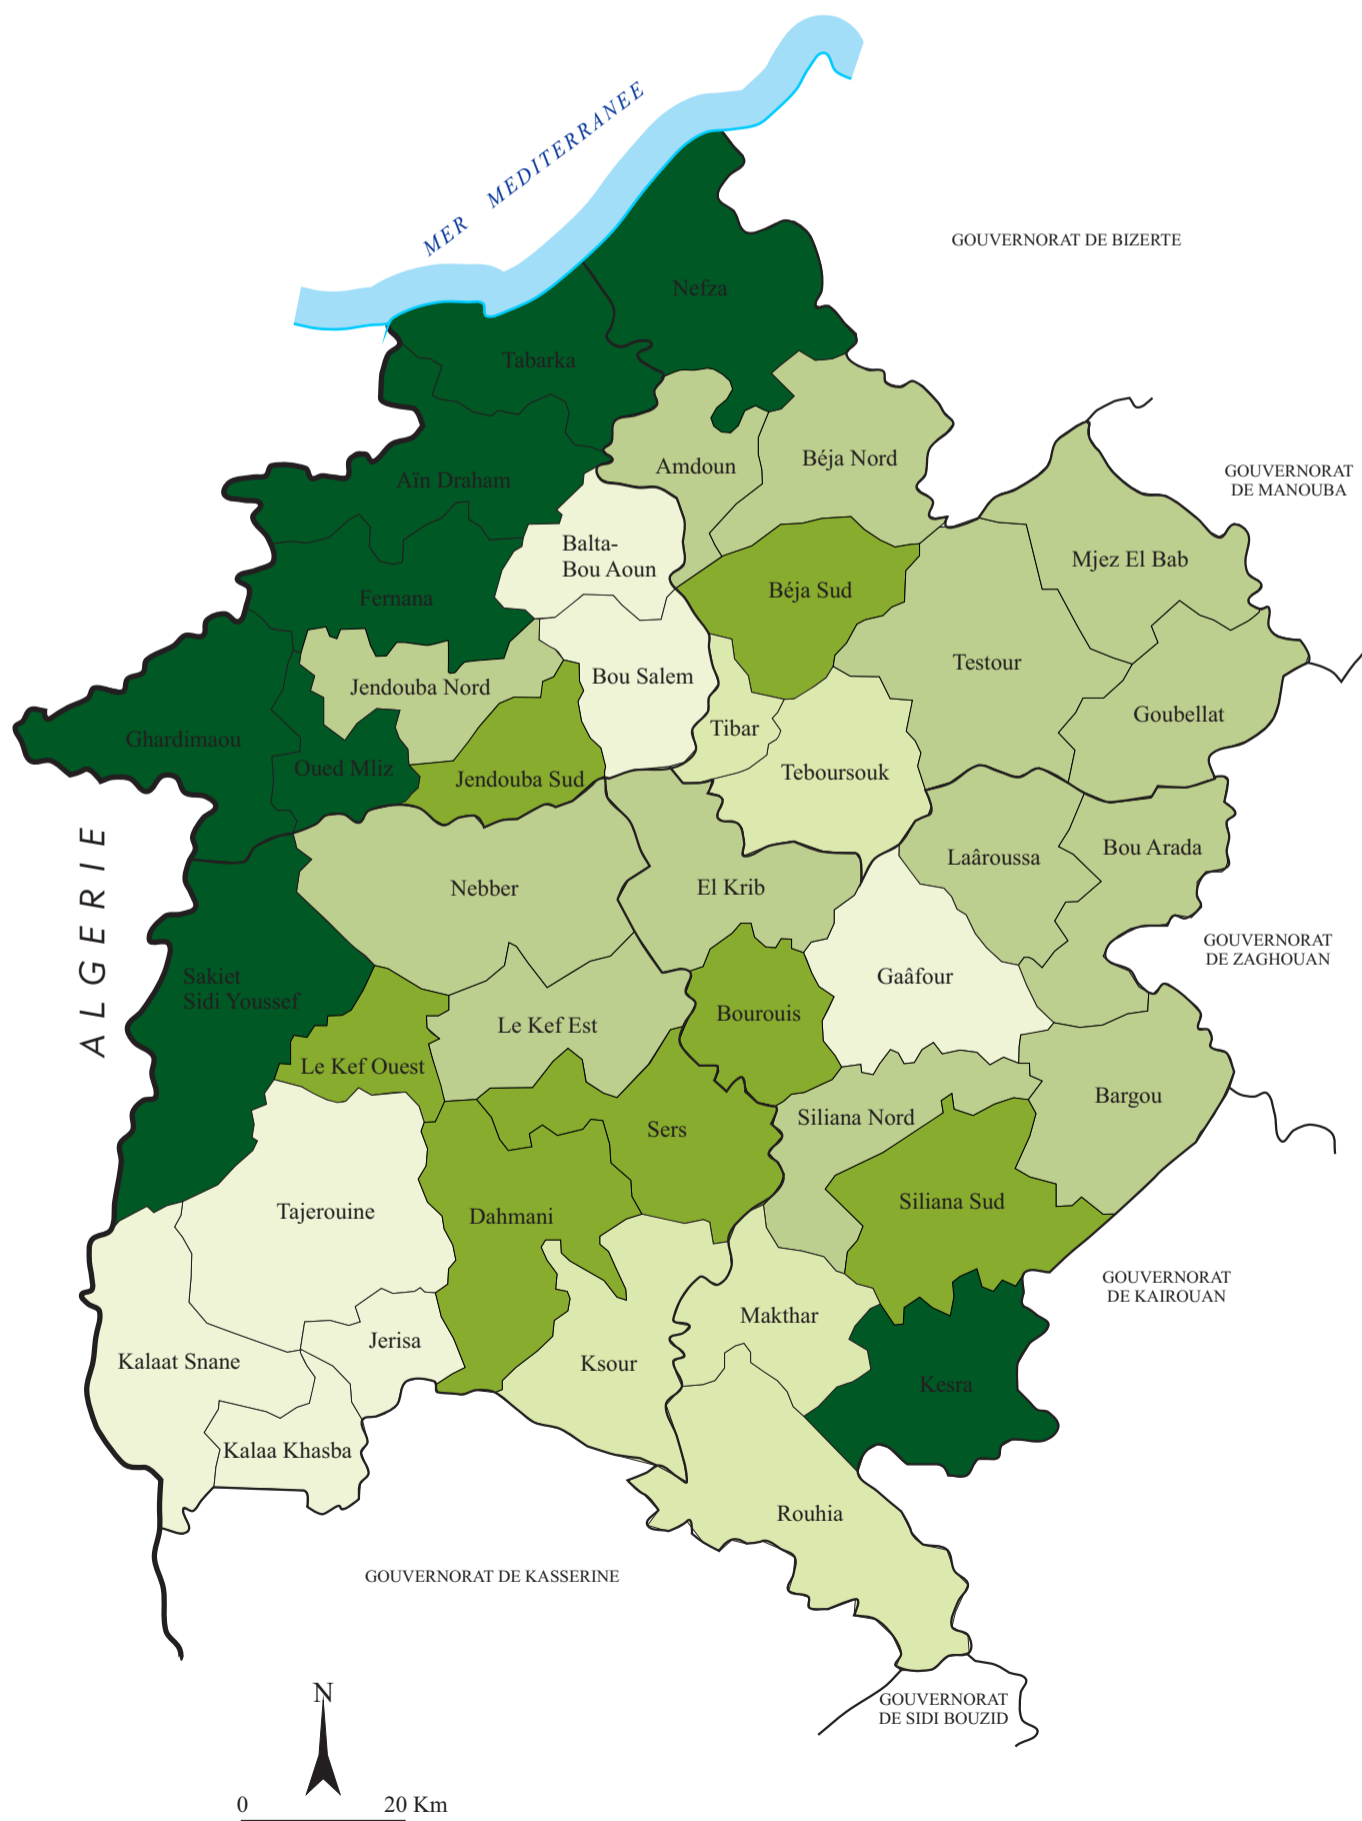 MER MEDITERRANEE
GOUVERNORAT DE BIZERTE
Nefza
Tabarka
Amdoun
Béja Nord
GOUVERNORAT
DE MANOUBA
Aïn Draham
Balta-
Bou Aoun
Mjez El Bab
Fernana
Béja Sud
Testour
Bou Salem
Jendouba Nord
Goubellat
Tibar
Ghardimaou
Oued Mliz
Jendouba Sud
Teboursouk
ALGERIE
Laâroussa
Bou Arada
Nebber
El Krib
GOUVERNORAT
DE ZAGHOUAN
Sakiet
Sidi Youssef
Gaâfour
Bourouis
Le Kef Est
Le Kef Ouest
Bargou
Siliana Nord
Sers
Siliana Sud
Tajerouine
Dahmani
GOUVERNORAT
DE KAIROUAN
Makthar
Jerisa
Kalaat Snane
Ksour
Kesra
Kalaa Khasba
Rouhia
GOUVERNORAT DE KASSERINE
GOUVERNORAT
DE SIDI BOUZID
N
0 20 Km